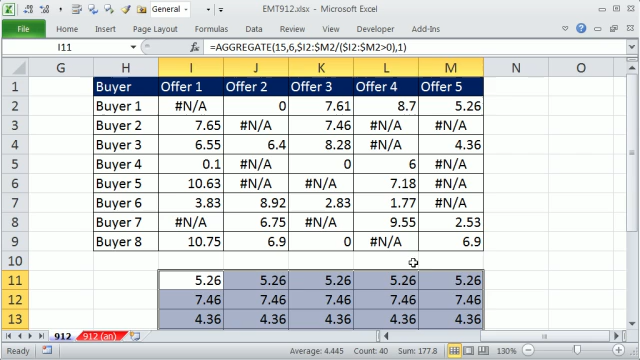 EMT912.xlsx - Microsoft Excel
General
File Home Insert Page Layout Formulas Data Review View Add-Ins
I11 fx =AGGREGATE(15,6,$I2:$M2/($I2:$M2>0),1)
G H I J K L M N O
1 Buyer Offer 1 Offer 2 Offer 3 Offer 4 Offer 5
2 Buyer 1 #N/A 0 7.61 8.7 5.26
3 Buyer 2 7.65 #N/A 7.46 #N/A #N/A
4 Buyer 3 6.55 6.4 8.28 #N/A 4.36
5 Buyer 4 0.1 #N/A 0 6 #N/A
6 Buyer 5 10.63 #N/A #N/A 7.18 #N/A
7 Buyer 6 3.83 8.92 2.83 1.77 #N/A
8 Buyer 7 #N/A 6.75 #N/A 9.55 2.53
9 Buyer 8 10.75 6.9 0 #N/A 6.9
10
11 5.26 5.26 5.26 5.26 5.26
12 7.46 7.46 7.46 7.46 7.46
13 4.36 4.36 4.36 4.36 4.36
912 912 (an)
Average: 4.445 Count: 40 Sum: 177.8 130%